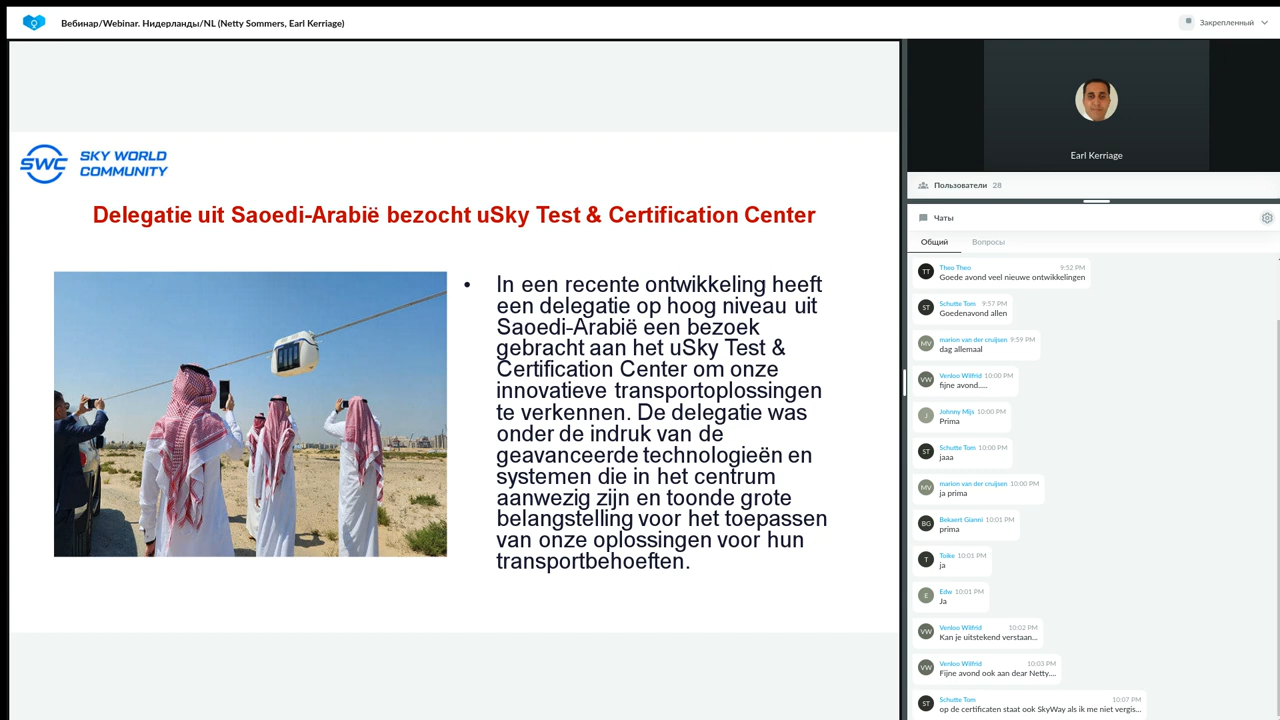 Вебинар/Webinar. Нидерланды/NL (Netty Sommers, Earl Kerriage)
Закрепленный
SWC SKY WORLD
COMMUNITY
Delegatie uit Saoedi-Arabië bezocht uSky Test & Certification Center
• In een recente ontwikkeling heeft
een delegatie op hoog niveau uit
Saoedi-Arabië een bezoek
gebracht aan het uSky Test &
Certification Center om onze
innovatieve transportoplossingen
te verkennen. De delegatie was
onder de indruk van de
geavanceerde technologieën en
systemen die in het centrum
aanwezig zijn en toonde grote
belangstelling voor het toepassen
van onze oplossingen voor hun
transportbehoeften.
Earl Kerriage
Пользователи 28
Чаты
Общий Вопросы
TT Theo Theo 9:52 PM
Goede avond veel nieuwe ontwikkelingen
ST Schutte Tom 9:57 PM
Goedenavond allen
MV marion van der cruijsen 9:59 PM
dag allemaal
VW Venloo Wilfrid 10:00 PM
fijne avond.....
J Johnny Mijs 10:00 PM
Prima
ST Schutte Tom 10:00 PM
jaaa
MV marion van der cruijsen 10:00 PM
ja prima
BG Bekaert Gianni 10:01 PM
prima
T Toike 10:01 PM
ja
E Edw 10:01 PM
Ja
VW Venloo Wilfrid 10:02 PM
Kan je uitstekend verstaan...
VW Venloo Wilfrid 10:03 PM
Fijne avond ook aan dear Netty....
ST Schutte Tom 10:07 PM
op de certificaten staat ook SkyWay als ik me niet vergis...